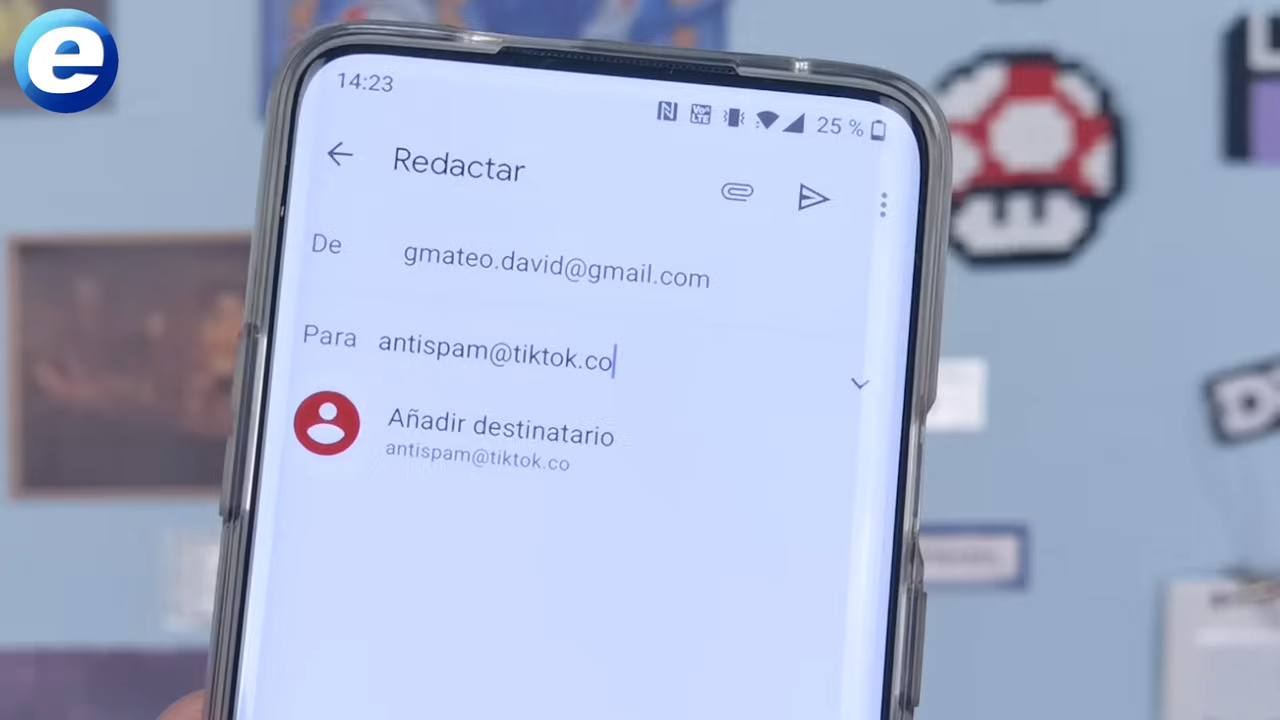 e
14:23
25 %
Redactar
De gmateo.david@gmail.com
Para antispam@tiktok.co
Añadir destinatario
antispam@tiktok.co